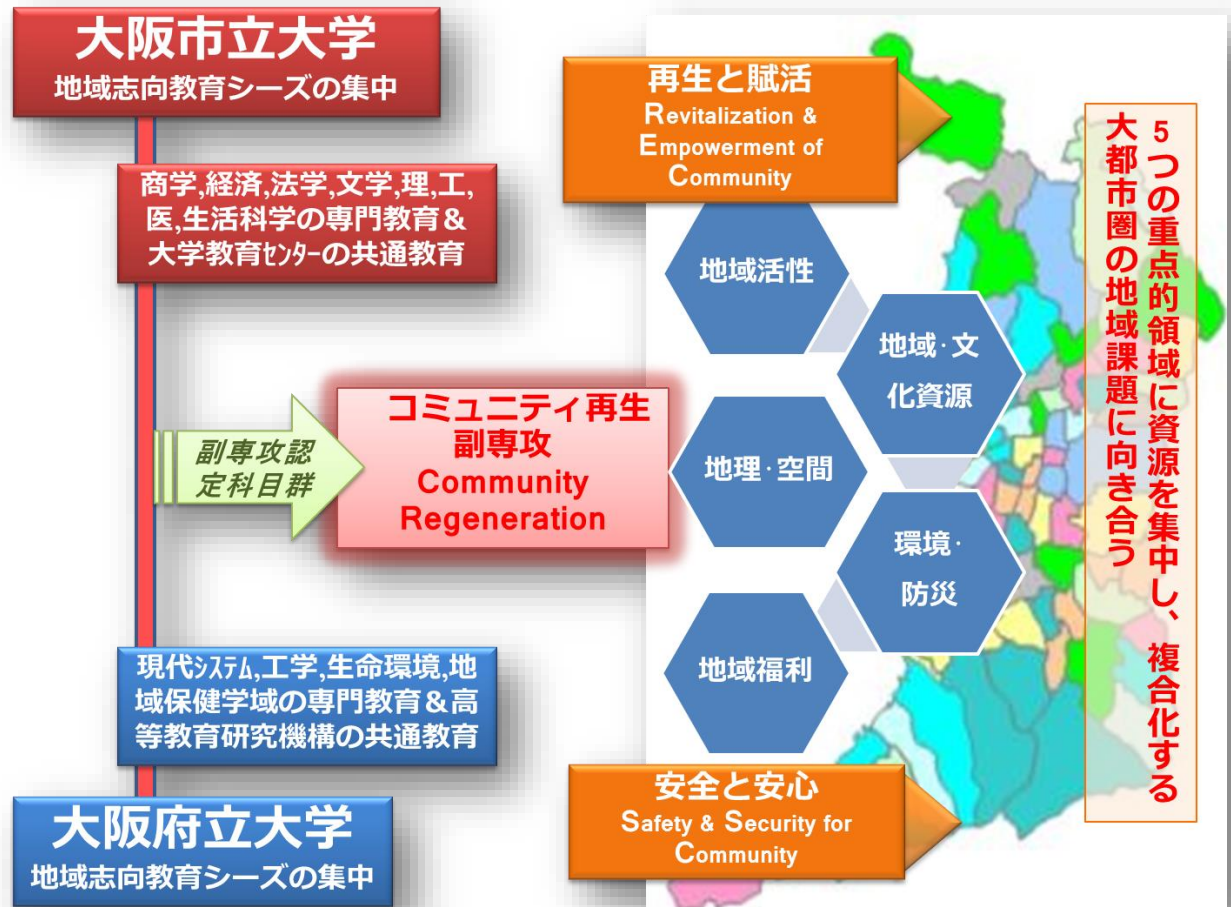 大阪市立大学
地域志向教育シーズの集中
商学,経済,法学,文学,理,工,
医,生活科学の専門教育＆
大学教育ｾﾝﾀｰの共通教育
副専攻認
定科目群
コミュニティ再生
副専攻
Community
Regeneration
現代ｼｽﾃﾑ,工学,生命環境,地
域保健学域の専門教育＆高
等教育研究機構の共通教育
大阪府立大学
地域志向教育シーズの集中
再生と賦活
Revitalization &
Empowerment of
Community
地域活性
地域·文
化資源
地理·空間
環境·
防災
地域福利
安全と安心
Safety & Security for
Community
5つの重点的領域に資源を集中し、複合化する
大都市圏の地域課題に向き合う